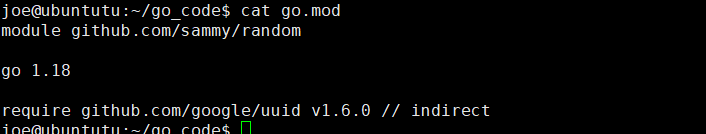 joe@ubuntutu:~/go_code$ cat go.mod
module github.com/sammy/random
go 1.18
require github.com/google/uuid v1.6.0 // indirect
joe@ubuntutu:~/go_code$